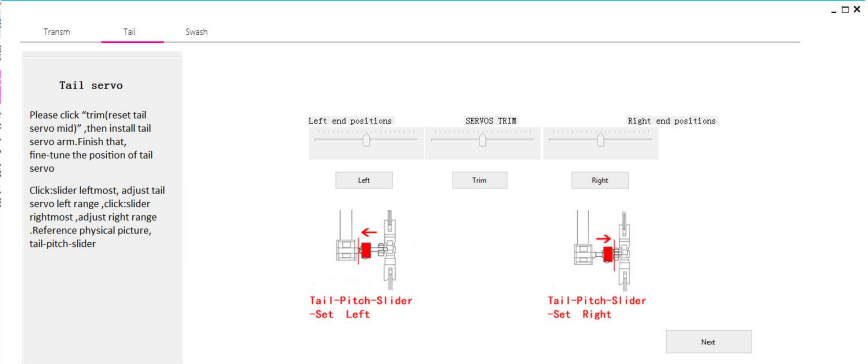 Transm Tail Swash
Tail servo
Please click “trim(reset tail
servo mid)” ,then install tail
servo arm.Finish that,
fine-tune the position of tail
servo
Click:slider leftmost, adjust tail
servo left range ,click:slider
rightmost ,adjust right range
.Reference physical picture,
tail-pitch-slider
Left end positions SERVOS TRIM Right end positions
Left Trim Right
Tail-Pitch-Slider
-Set Left
Tail-Pitch-Slider
-Set Right
Next